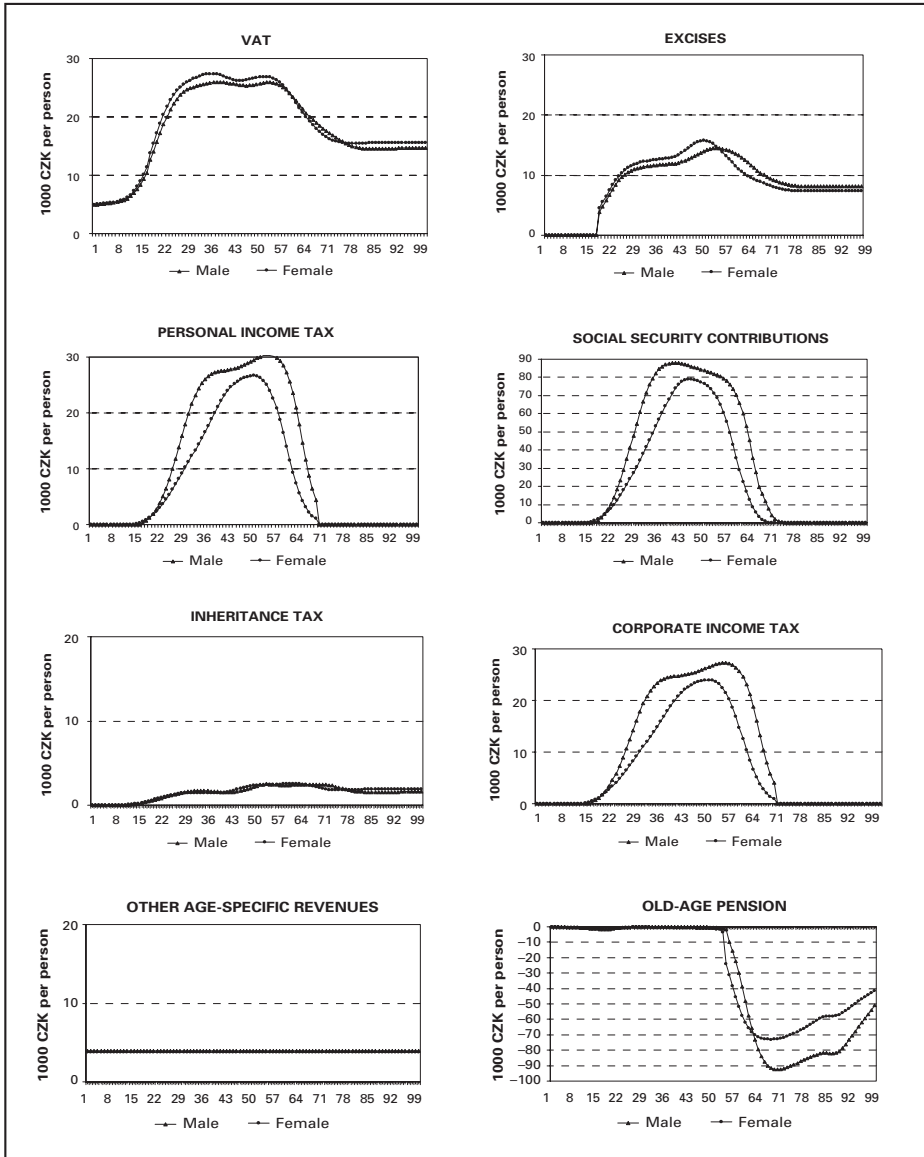 VAT
1000 CZK per person
30
20
10
0
1 8 15 22 29 36 43 50 57 64 71 78 85 92 99
Male Female
EXCISES
1000 CZK per person
30
20
10
0
1 8 15 22 29 36 43 50 57 64 71 78 85 92 99
Male Female
PERSONAL INCOME TAX
1000 CZK per person
30
20
10
0
1 8 15 22 29 36 43 50 57 64 71 78 85 92 99
Male Female
SOCIAL SECURITY CONTRIBUTIONS
1000 CZK per person
90
80
70
60
50
40
30
20
10
0
1 8 15 22 29 36 43 50 57 64 71 78 85 92 99
Male Female
INHERITANCE TAX
1000 CZK per person
20
10
0
1 8 15 22 29 36 43 50 57 64 71 78 85 92 99
Male Female
CORPORATE INCOME TAX
1000 CZK per person
30
20
10
0
1 8 15 22 29 36 43 50 57 64 71 78 85 92 99
Male Female
OTHER AGE-SPECIFIC REVENUES
1000 CZK per person
20
10
0
1 8 15 22 29 36 43 50 57 64 71 78 85 92 99
Male Female
OLD-AGE PENSION
1000 CZK per person
0
−10
−20
−30
−40
−50
−60
−70
−80
−90
−100
1 8 15 22 29 36 43 50 57 64 71 78 85 92 99
Male Female